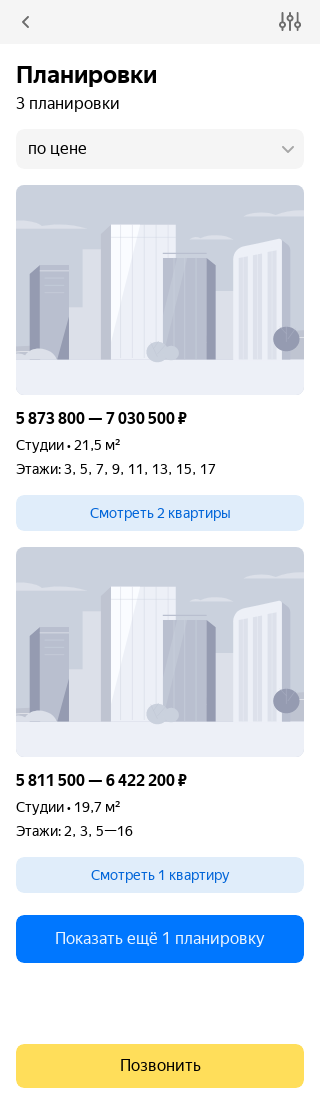 Планировки
3 планировки
по цене
5 873 800 — 7 030 500 ₽
Студии • 21,5 м²
Этажи: 3, 5, 7, 9, 11, 13, 15, 17
Смотреть 2 квартиры
5 811 500 — 6 422 200 ₽
Студии • 19,7 м²
Этажи: 2, 3, 5—16
Смотреть 1 квартиру
Показать ещё 1 планировку
Позвонить